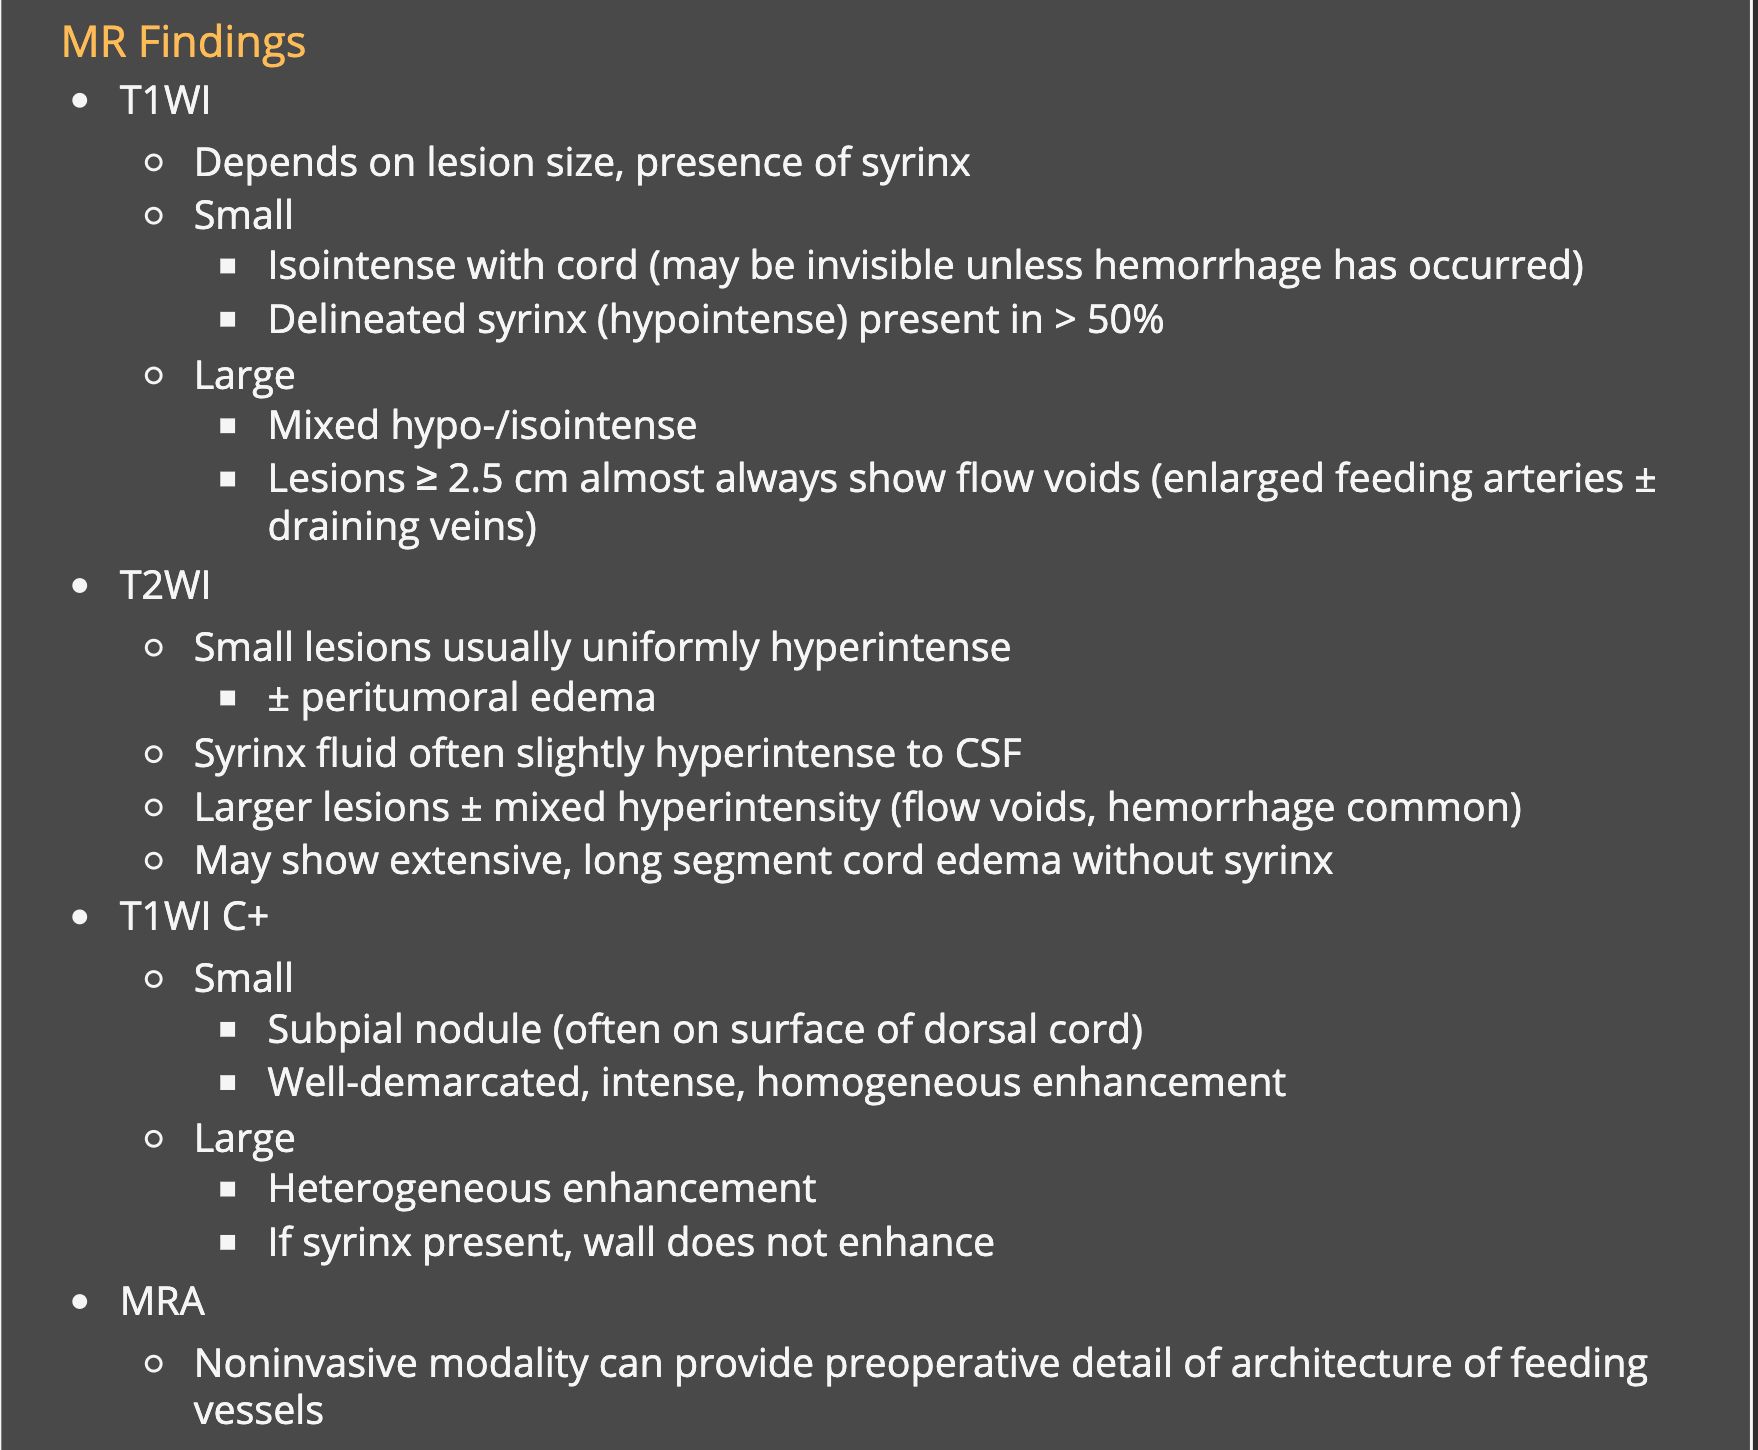 MR Findings
• T1WI
○ Depends on lesion size, presence of syrinx
○ Small
▪ Isointense with cord (may be invisible unless hemorrhage has occurred)
▪ Delineated syrinx (hypointense) present in > 50%
○ Large
▪ Mixed hypo-/isointense
▪ Lesions ≥ 2.5 cm almost always show flow voids (enlarged feeding arteries ±
draining veins)
• T2WI
○ Small lesions usually uniformly hyperintense
▪ ± peritumoral edema
○ Syrinx fluid often slightly hyperintense to CSF
○ Larger lesions ± mixed hyperintensity (flow voids, hemorrhage common)
○ May show extensive, long segment cord edema without syrinx
• T1WI C+
○ Small
▪ Subpial nodule (often on surface of dorsal cord)
▪ Well-demarcated, intense, homogeneous enhancement
○ Large
▪ Heterogeneous enhancement
▪ If syrinx present, wall does not enhance
• MRA
○ Noninvasive modality can provide preoperative detail of architecture of feeding
vessels